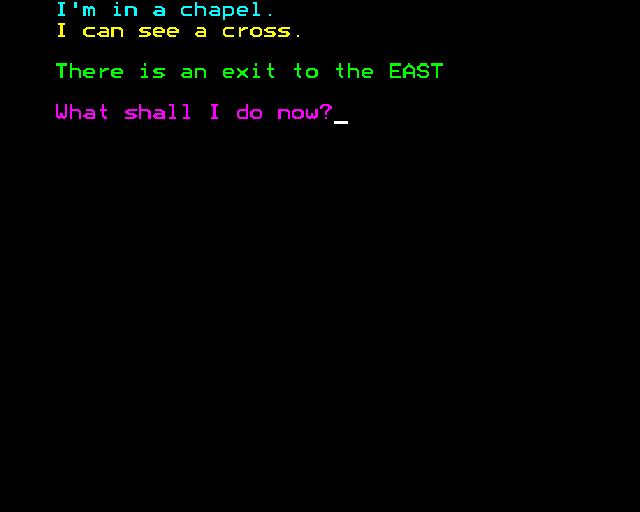 I'm in a chapel.
I can see a cross.
There is an exit to the EAST
What shall I do now?_